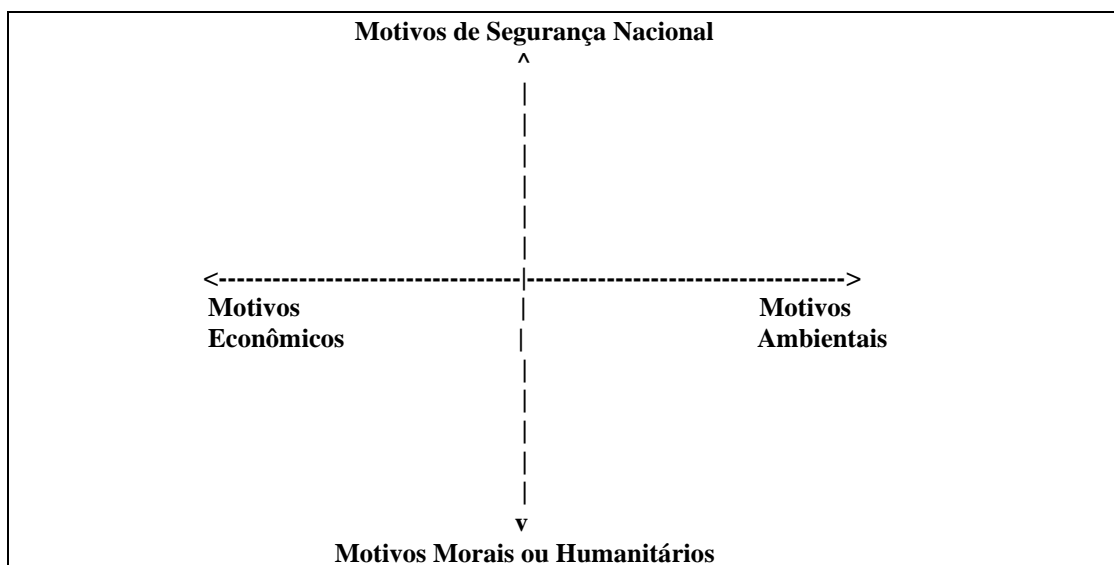 Motivos de Segurança Nacional
^
|
|
|
|
|
|
<---------------------------------|--------------------------------->
Motivos | Motivos
Econômicos | Ambientais
|
|
|
|
v
Motivos Morais ou Humanitários